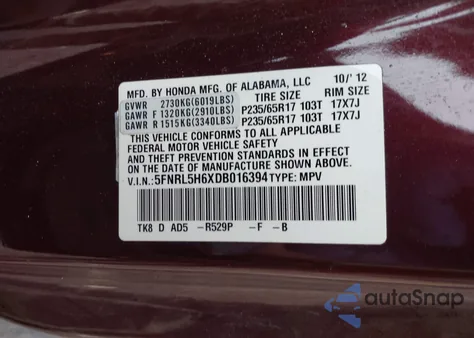 MFD. BY HONDA MFG. OF ALABAMA, LLC 10/'12
TIRE SIZE RIM SIZE
GVWR 2730KG(6019LBS)
GAWR F 1320KG(2910LBS) P235/65R17 103T 17X7J
GAWR R 1515KG(3340LBS) P235/65R17 103T 17X7J
THIS VEHICLE CONFORMS TO ALL APPLICABLE
FEDERAL MOTOR VEHICLE SAFETY AND
THEFT PREVENTION STANDARDS IN EFFECT
ON THE DATE OF MANUFACTURE SHOWN ABOVE.
V.I.N.:5FNRL5H6XDB016394 TYPE: MPV
TK8 D AD5 -R529P -F -B
autoSnap